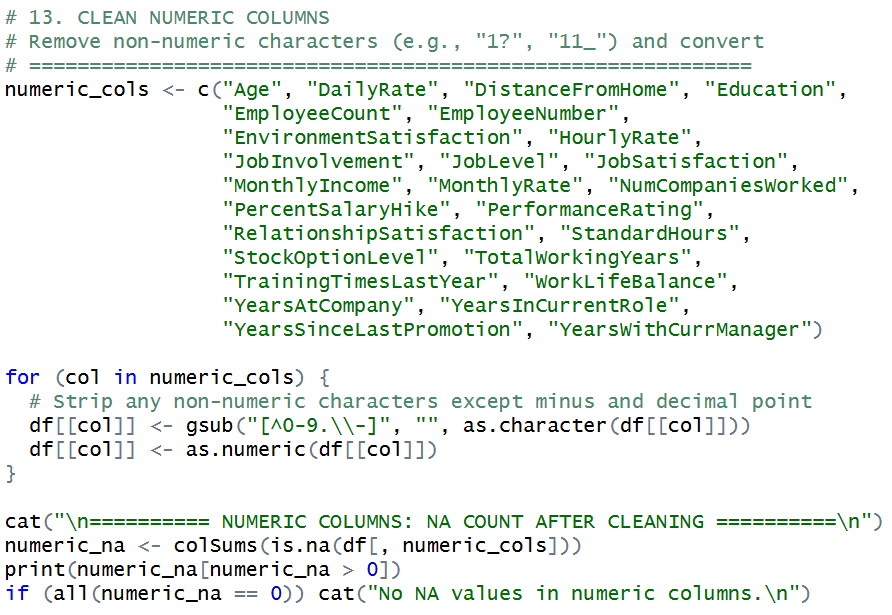 # 13. CLEAN NUMERIC COLUMNS
# Remove non-numeric characters (e.g., "1?", "11_") and convert
# ============================================================
numeric_cols <- c("Age", "DailyRate", "DistanceFromHome", "Education",
                  "EmployeeCount", "EmployeeNumber",
                  "EnvironmentSatisfaction", "HourlyRate",
                  "JobInvolvement", "JobLevel", "JobSatisfaction",
                  "MonthlyIncome", "MonthlyRate", "NumCompaniesWorked",
                  "PercentSalaryHike", "PerformanceRating",
                  "RelationshipSatisfaction", "StandardHours",
                  "StockOptionLevel", "TotalWorkingYears",
                  "TrainingTimesLastYear", "WorkLifeBalance",
                  "YearsAtCompany", "YearsInCurrentRole",
                  "YearsSinceLastPromotion", "YearsWithCurrManager")

for (col in numeric_cols) {
  # Strip any non-numeric characters except minus and decimal point
  df[[col]] <- gsub("[^0-9.\\-]", "", as.character(df[[col]]))
  df[[col]] <- as.numeric(df[[col]])
}

cat("\n========== NUMERIC COLUMNS: NA COUNT AFTER CLEANING ==========\n")
numeric_na <- colSums(is.na(df[, numeric_cols]))
print(numeric_na[numeric_na > 0])
if (all(numeric_na == 0)) cat("No NA values in numeric columns.\n")